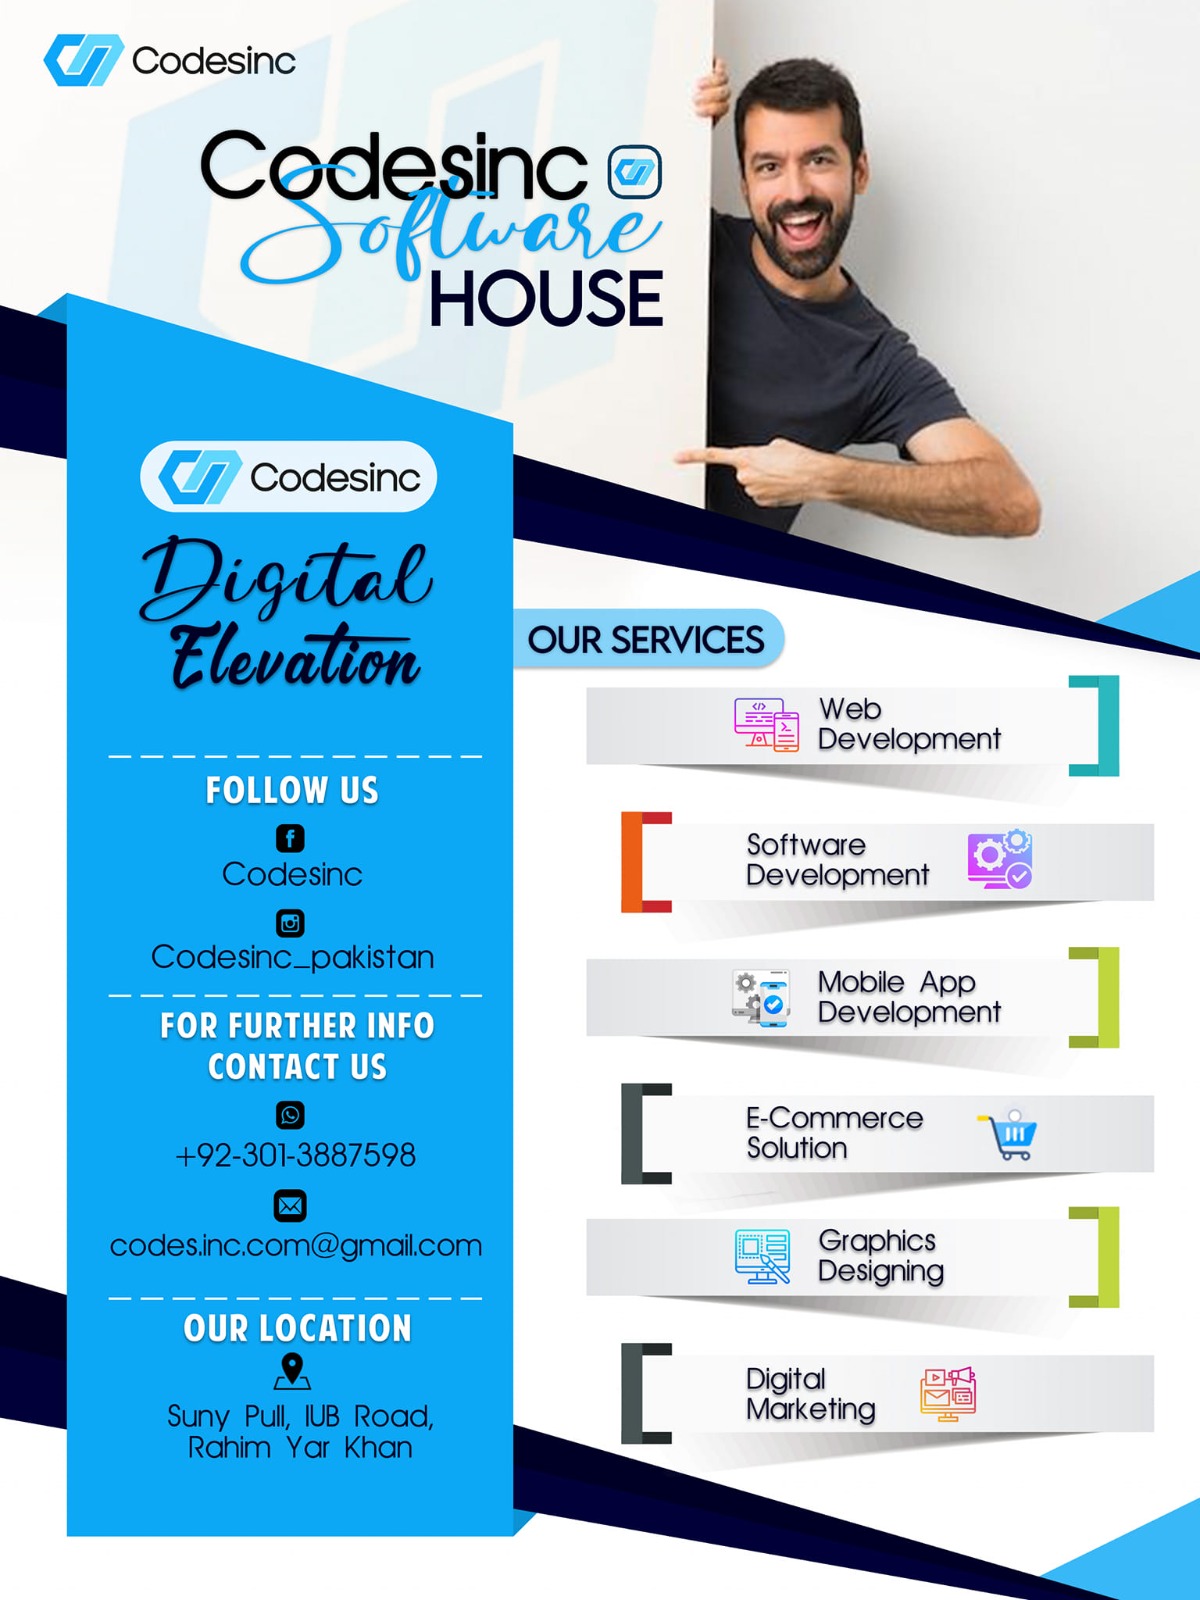 Codesinc
Codesinc
Software
HOUSE
Codesinc
Digital
Elevation
FOLLOW US
Codesinc
Codesinc_pakistan
FOR FURTHER INFO
CONTACT US
+92-301-3887598
codes.inc.com@gmail.com
OUR LOCATION
Suny Pull, IUB Road,
Rahim Yar Khan
OUR SERVICES
Web
Development
Software
Development
Mobile App
Development
E-Commerce
Solution
Graphics
Designing
Digital
Marketing